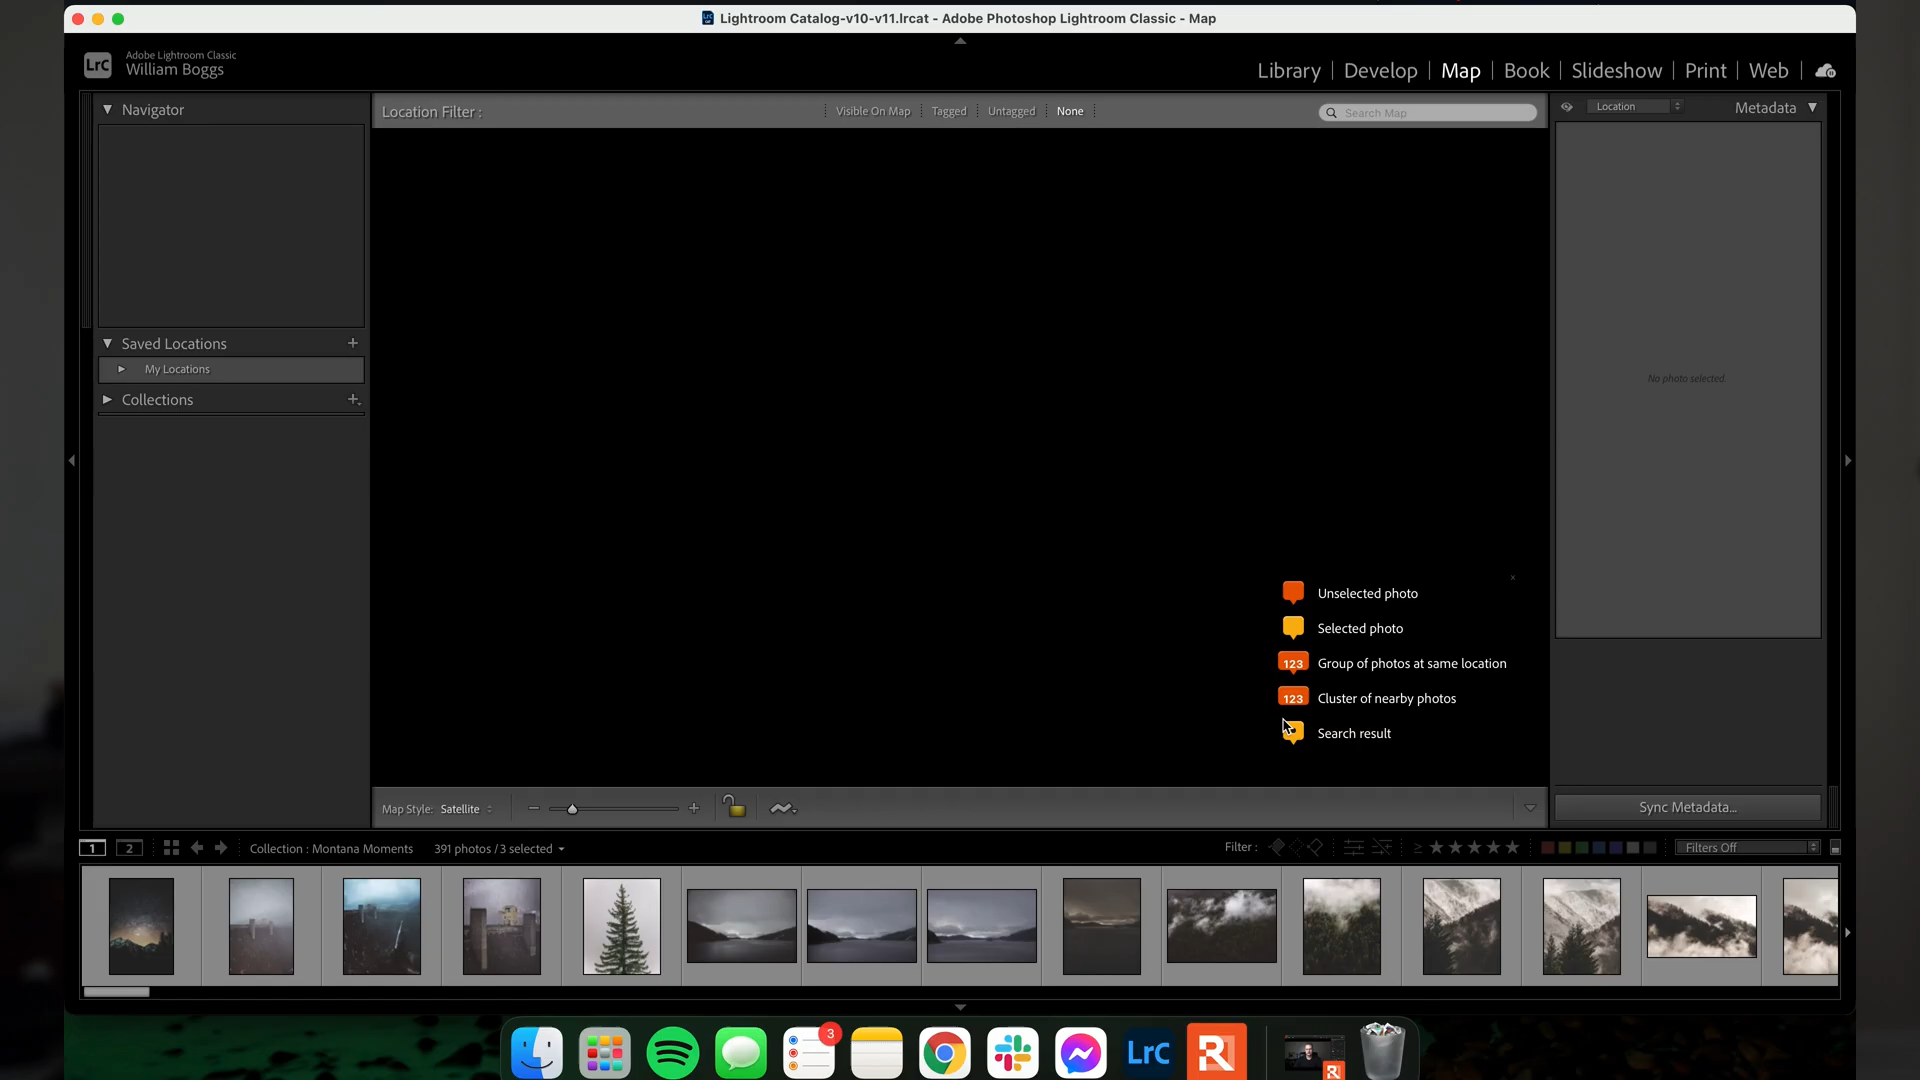 Lightroom Catalog-v10-v11.lrcat - Adobe Photoshop Lightroom Classic - Map
LrC
Adobe Lightroom Classic
William Boggs
Library | Develop | Map | Book | Slideshow | Print | Web
Navigator
Location Filter :
Visible On Map
Tagged
Untagged
None
Search Map
Location
Metadata
No photo selected.
Saved Locations
My Locations
Collections
Unselected photo
Selected photo
123 Group of photos at same location
123 Cluster of nearby photos
Search result
Map Style: Satellite
Sync Metadata...
1 2
Collection : Montana Moments
391 photos / 3 selected
Filter :
Filters Off
3
LrC